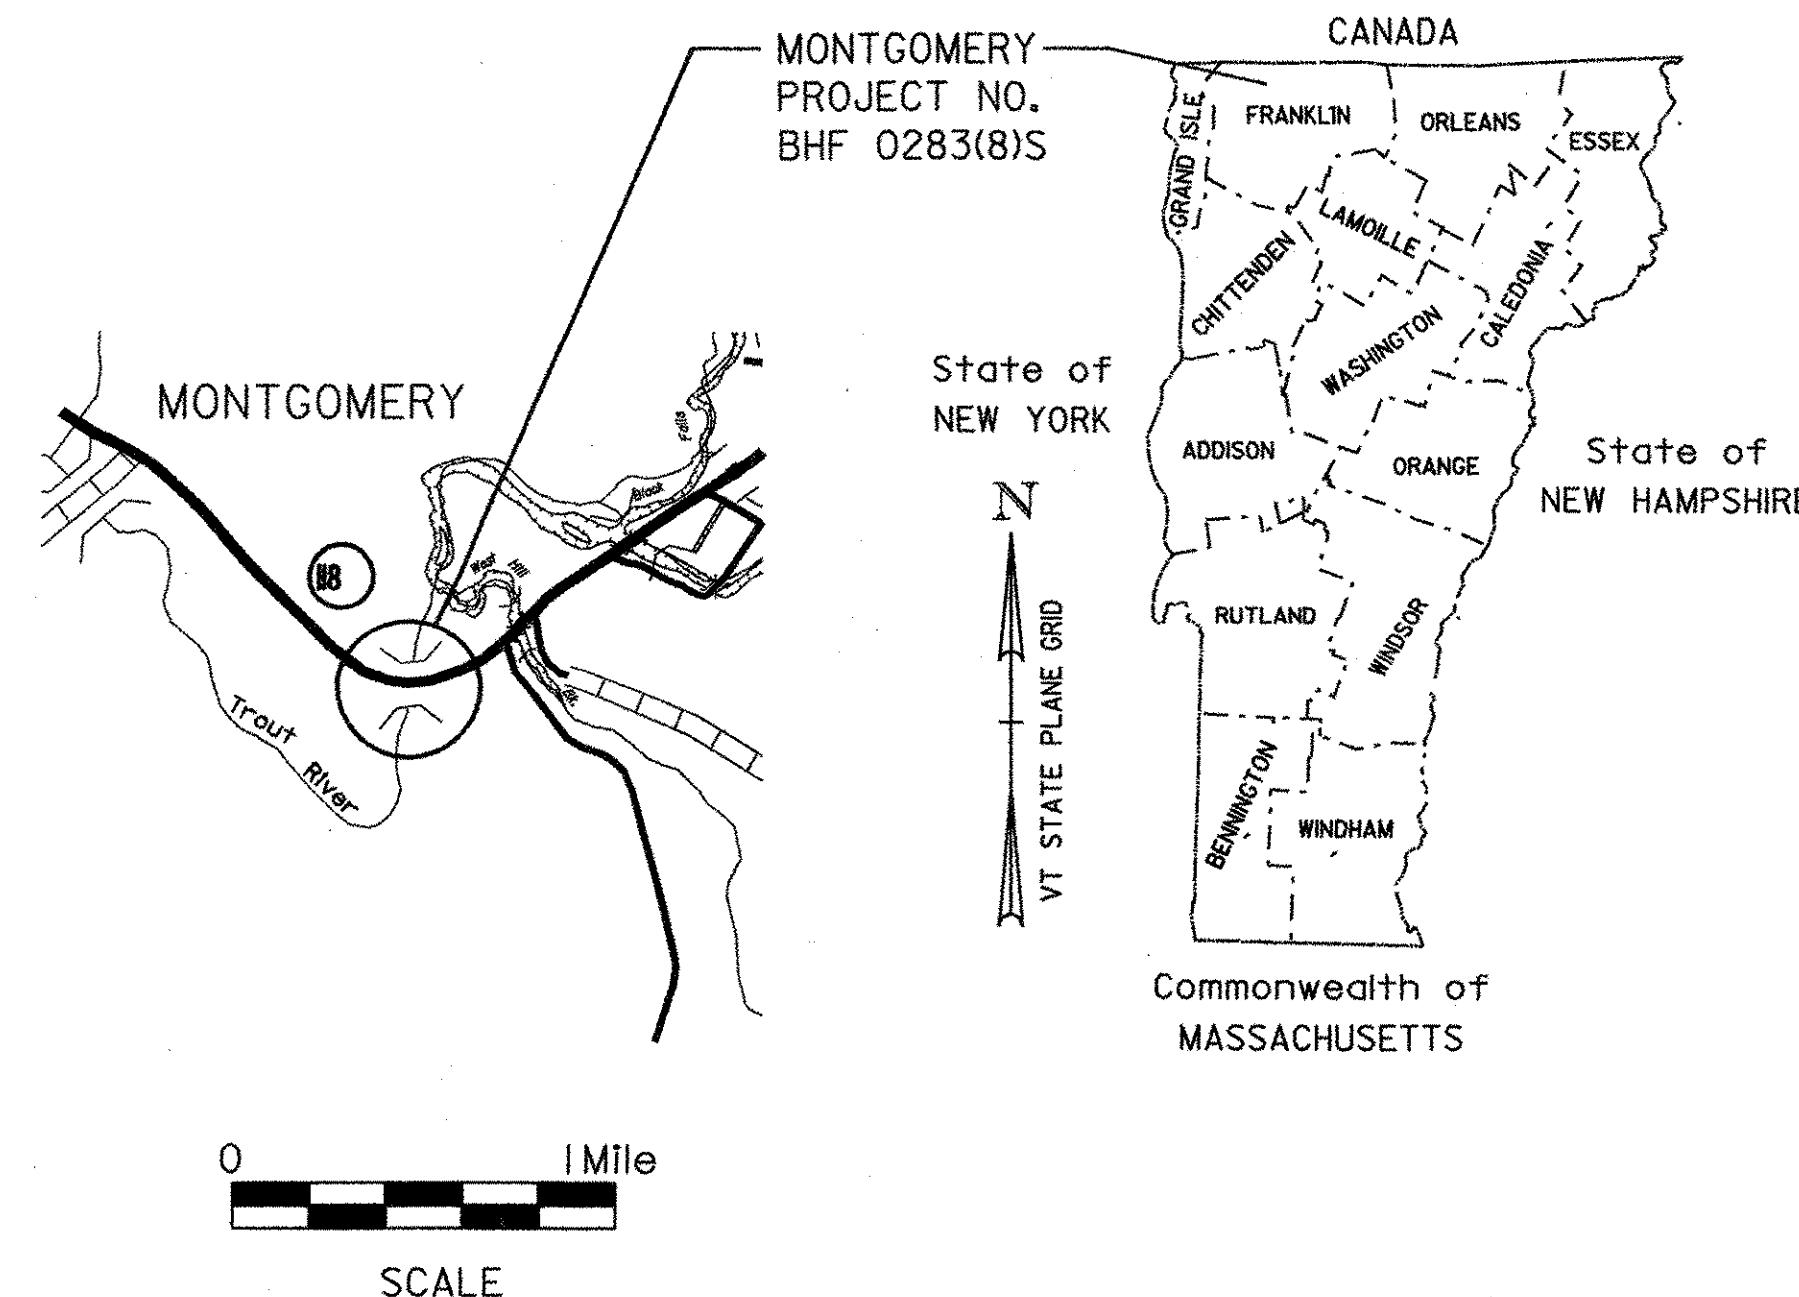 CANADA
MONTGOMERY
PROJECT NO.
BHF 0283(8)S
FRANKLIN
ORLEANS
ESSEX
GRAND ISLE
LAMOILLE
CHITTENDEN
CALEDONIA
WASHINGTON
State of
NEW YORK
ADDISON
ORANGE
State of
NEW HAMPSHIRE
RUTLAND
WINDSOR
BENNINGTON
WINDHAM
N
VT STATE PLANE GRID
Commonwealth of
MASSACHUSETTS
MONTGOMERY
Falls
Black
West Hill
Bk.
Trout River
0 1 Mile
SCALE